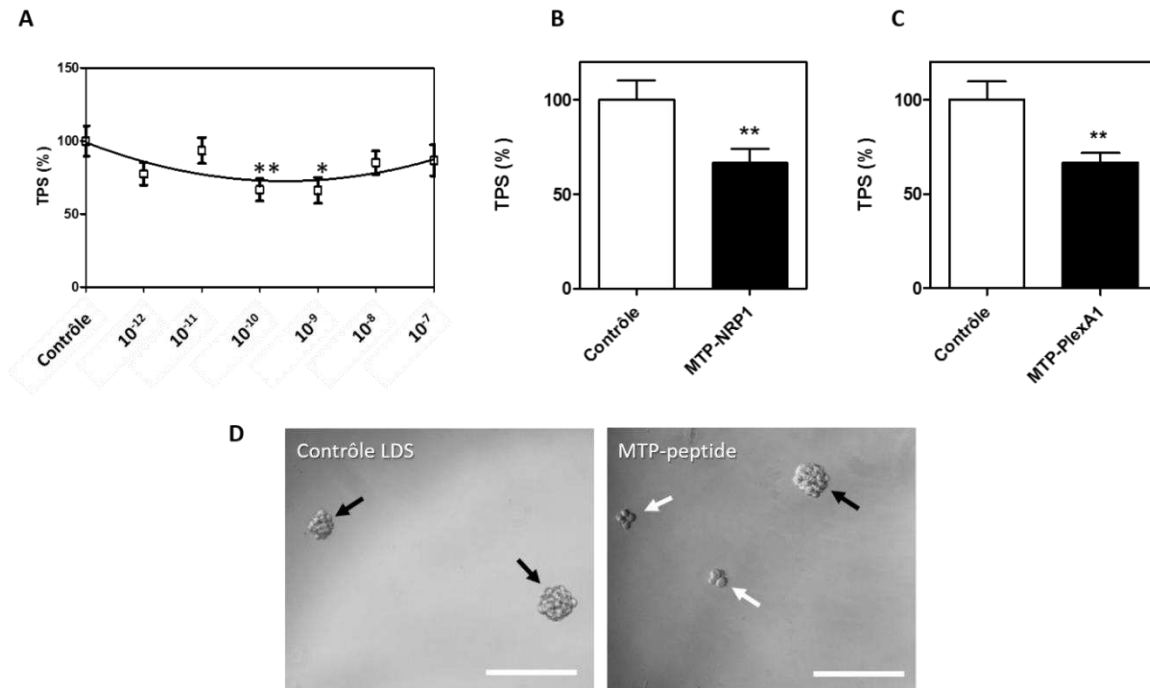 A
150
100
50
0
TPS (%)
** *
Contrôle
10-12
10-11
10-10
10-9
10-8
10-7
B
100
50
0
TPS (%)
**
Contrôle
MTP-NRP1
C
100
50
0
TPS (%)
**
Contrôle
MTP-PlexA1
D
Contrôle LDS
MTP-peptide